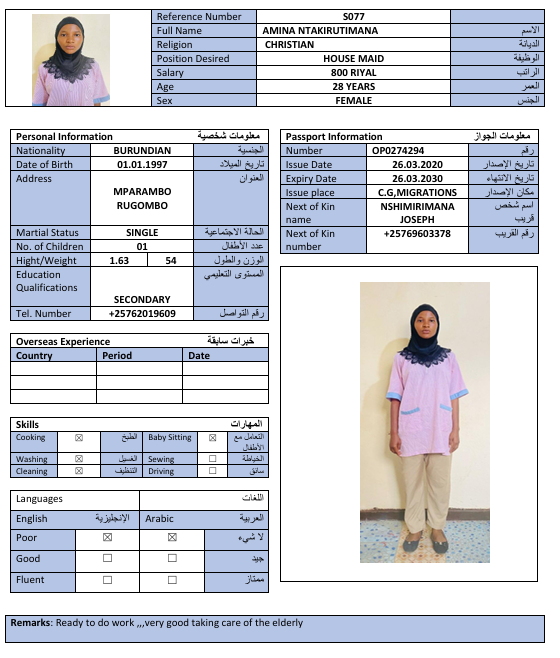 Reference Number S077
Full Name AMINA NTAKIRUTIMANA الاسم
Religion CHRISTIAN الديانة
Position Desired HOUSE MAID الوظيفة
Salary 800 RIYAL الراتب
Age 28 YEARS العمر
Sex FEMALE الجنس
Personal Information معلومات شخصية
Nationality BURUNDIAN الجنسية
Date of Birth 01.01.1997 تاريخ الميلاد
Address العنوان
MPARAMBO
RUGOMBO
Martial Status SINGLE الحالة الاجتماعية
No. of Children 01 عدد الأطفال
Hight/Weight 1.63 54 الوزن والطول
Education المستوى التعليمي
Qualifications
SECONDARY
Tel. Number +25762019609 رقم التواصل
Passport Information معلومات الجواز
Number OP0274294 رقم
Issue Date 26.03.2020 تاريخ الإصدار
Expiry Date 26.03.2030 تاريخ الانتهاء
Issue place C.G,MIGRATIONS مكان الإصدار
Next of Kin NSHIMIRIMANA اسم شخص
name JOSEPH قريب
Next of Kin +25769603378 رقم القريب
number
Overseas Experience خبرات سابقة
Country Period Date
Skills المهارات
Cooking ☒ الطبخ Baby Sitting ☒ التعامل مع
الأطفال
Washing ☒ الغسيل Sewing ☐ الخياطة
Cleaning ☒ التنظيف Driving ☐ سائق
Languages اللغات
English الإنجليزية Arabic العربية
Poor ☒ ☒ لا شيء
Good ☐ ☐ جيد
Fluent ☐ ☐ ممتاز
Remarks: Ready to do work ,,,very good taking care of the elderly